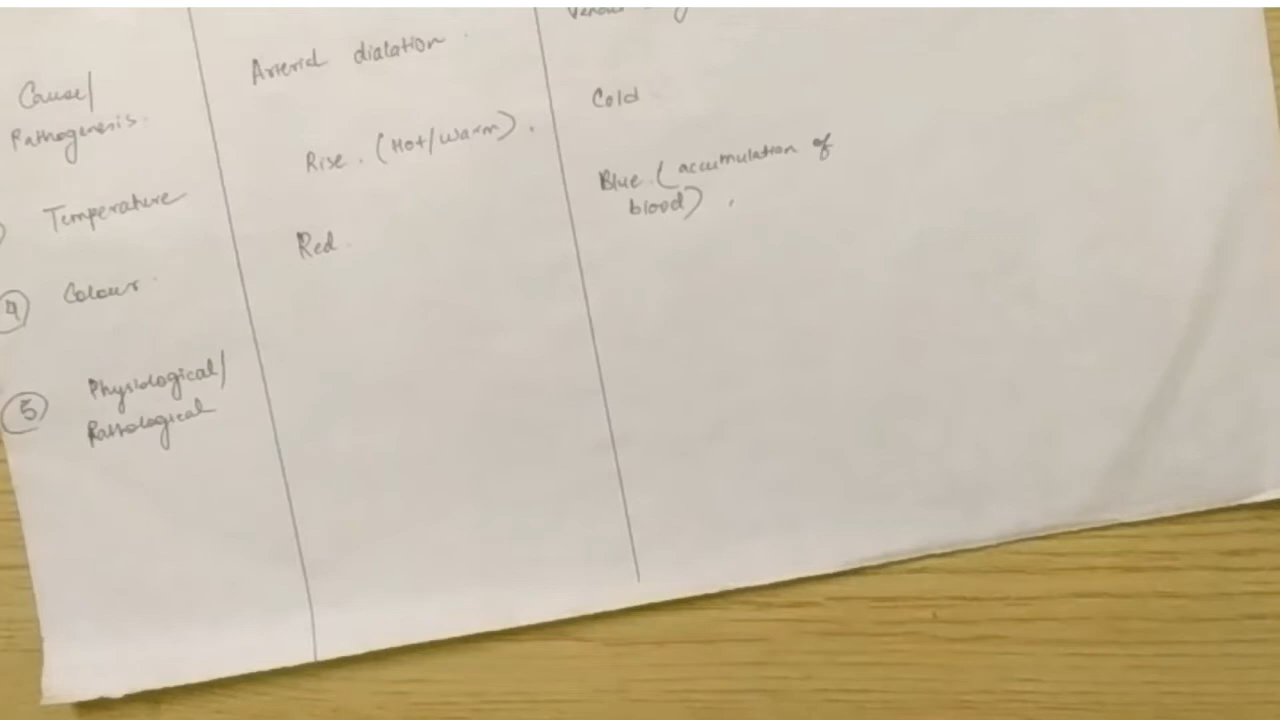 Cause/
Pathogenesis.
Arterial dialation.
Venous
Temperature
Rise. (Hot/Warm).
Cold
4 Colour
Red.
Blue. (accumulation of
blood).
5 Physiological/
Pathological